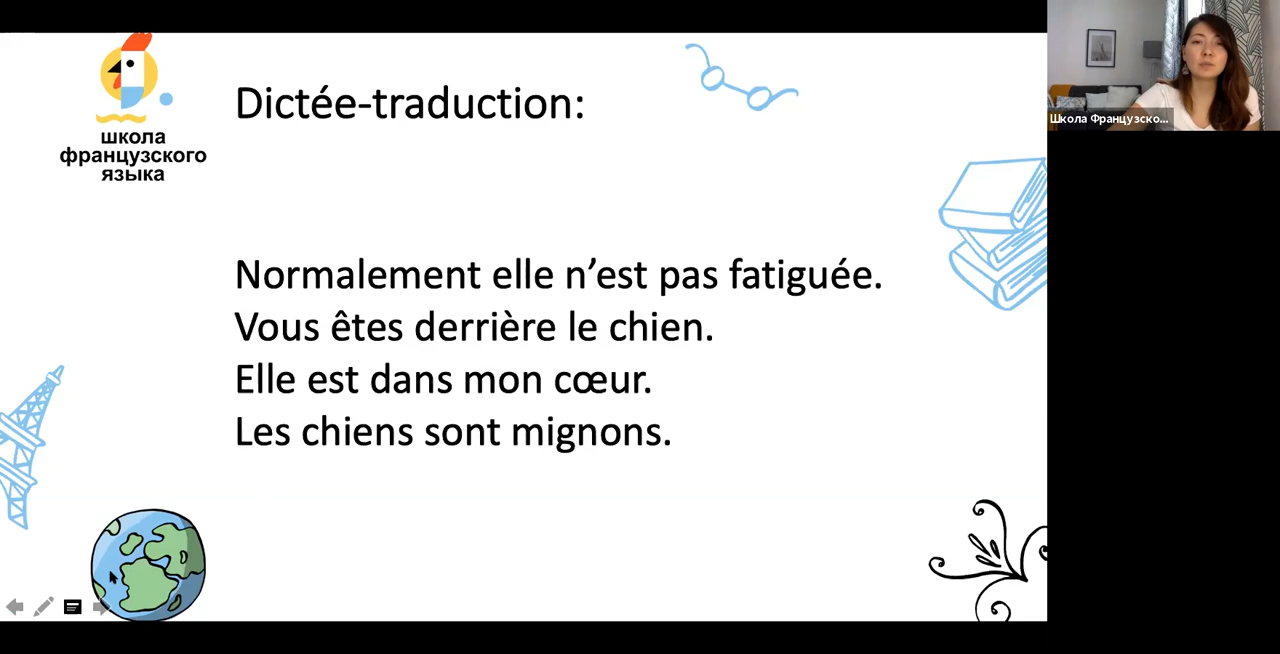 школа
французского
языка
Dictée-traduction:
Normalement elle n’est pas fatiguée.
Vous êtes derrière le chien.
Elle est dans mon cœur.
Les chiens sont mignons.
Школа Французско...